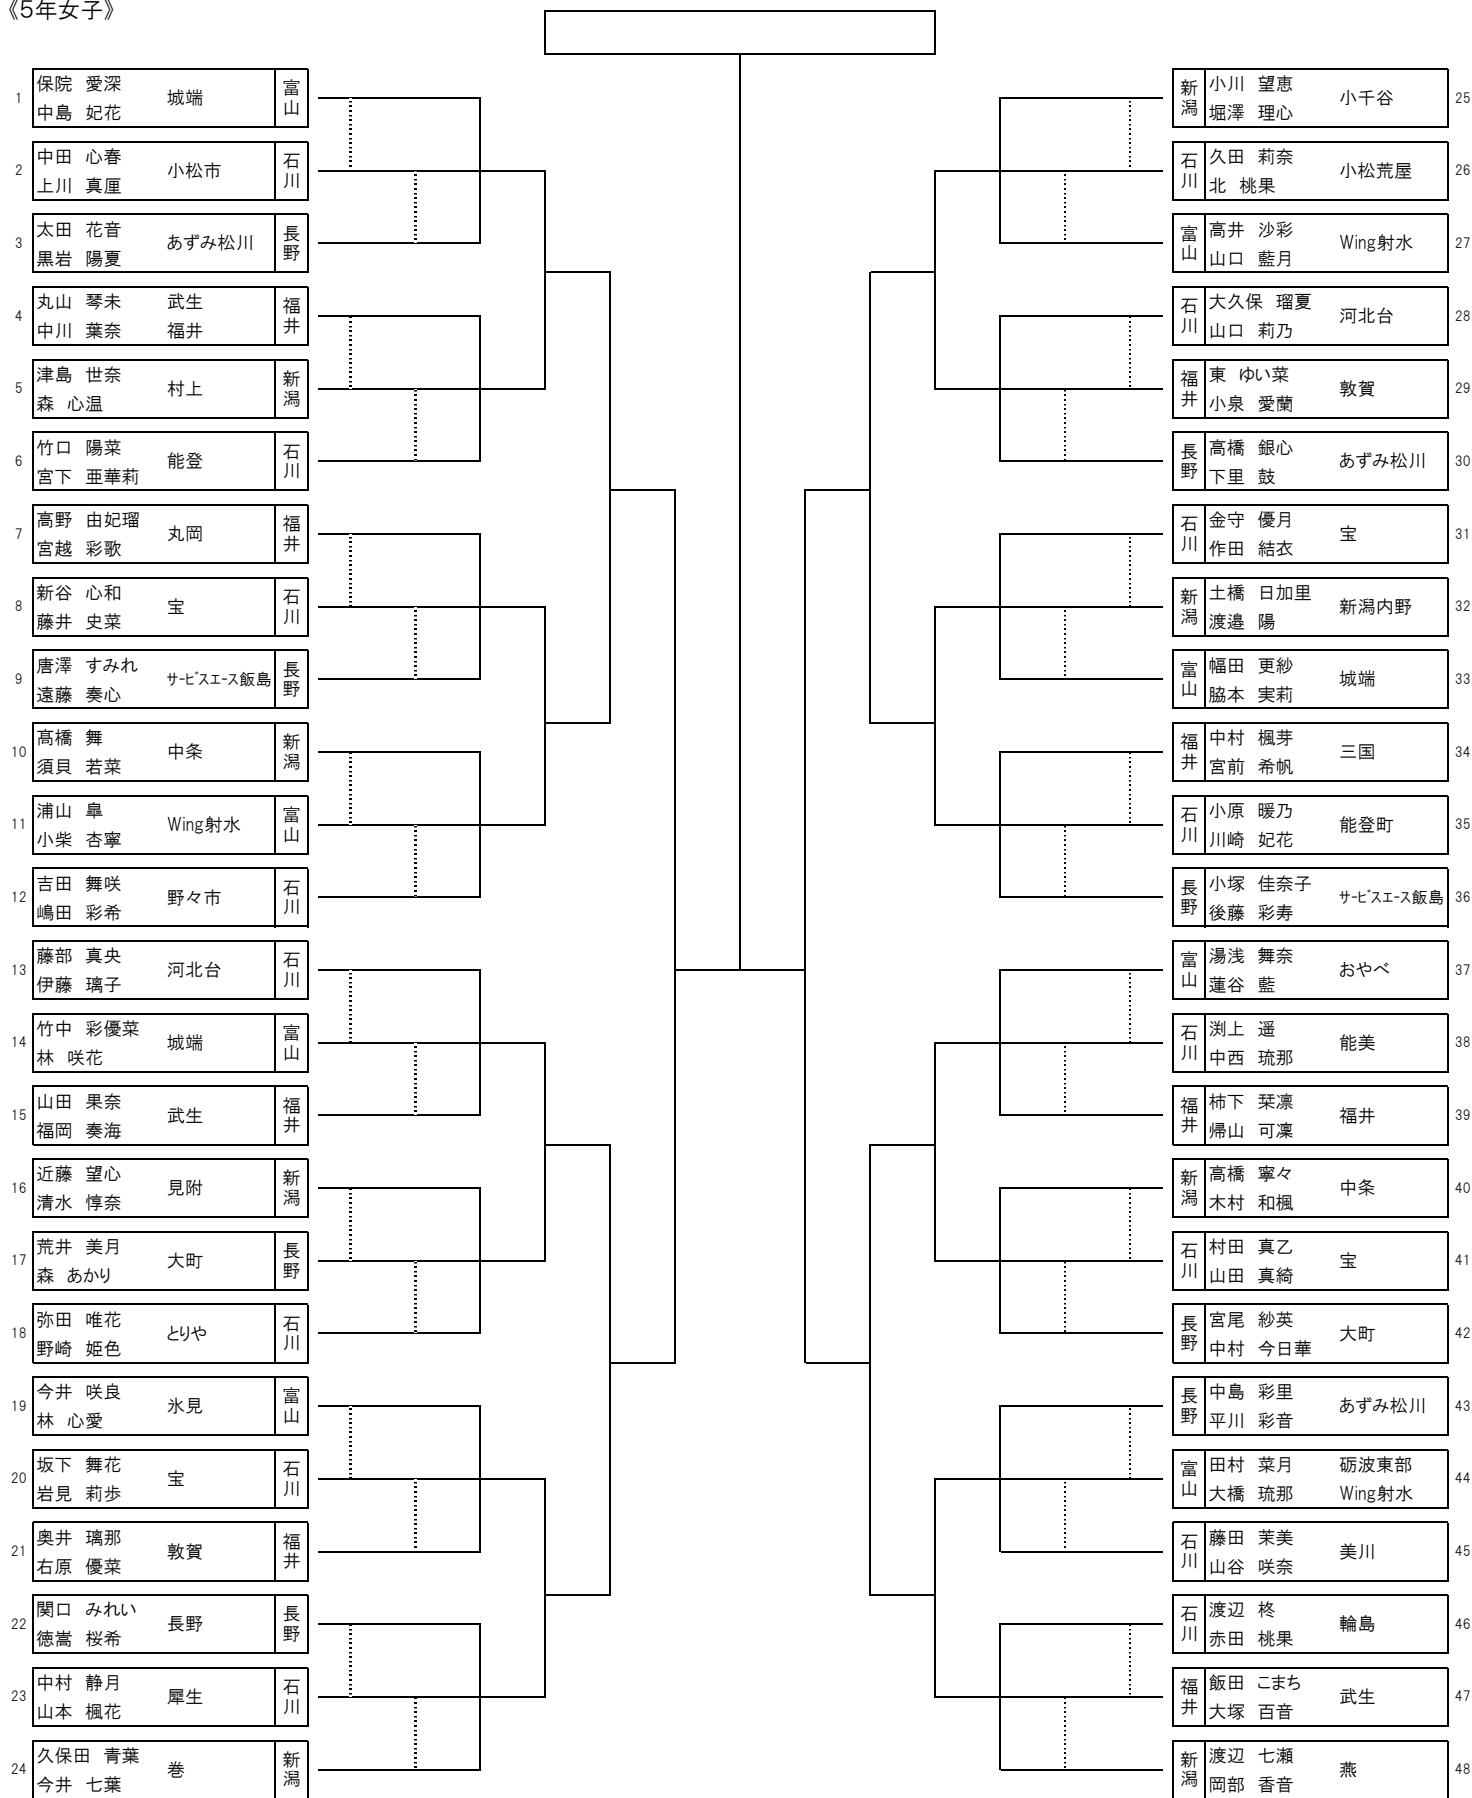 《5年女子》
1 保院 愛深 城端 富山
中島 妃花
2 中田 心春 小松市 石川
上川 真厘
3 太田 花音 あずみ松川 長野
黒岩 陽夏
4 丸山 琴未 武生 福井
中川 葉奈 福井
5 津島 世奈 村上 新潟
森 心温
6 竹口 陽菜 能登 石川
宮下 亜華莉
7 高野 由妃瑠 丸岡 福井
宮越 彩歌
8 新谷 心和 宝 石川
藤井 史菜
9 唐澤 すみれ サービスエース飯島 長野
遠藤 奏心
10 髙橋 舞 中条 新潟
須貝 若菜
11 浦山 皐 Wing射水 富山
小柴 杏寧
12 吉田 舞咲 野々市 石川
嶋田 彩希
13 藤部 真央 河北台 石川
伊藤 璃子
14 竹中 彩優菜 城端 富山
林 咲花
15 山田 果奈 武生 福井
福岡 奏海
16 近藤 望心 見附 新潟
清水 惇奈
17 荒井 美月 大町 長野
森 あかり
18 弥田 唯花 とりや 石川
野崎 姫色
19 今井 咲良 氷見 富山
林 心愛
20 坂下 舞花 宝 石川
岩見 莉歩
21 奥井 璃那 敦賀 福井
右原 優菜
22 関口 みれい 長野 長野
徳嵩 桜希
23 中村 静月 犀生 石川
山本 楓花
24 久保田 青葉 巻 新潟
今井 七葉
新潟 小川 望恵 小千谷 25
堀澤 理心
石川 久田 莉奈 小松荒屋 26
北 桃果
富山 高井 沙彩 Wing射水 27
山口 藍月
石川 大久保 瑠夏 河北台 28
山口 莉乃
福井 東 ゆい菜 敦賀 29
小泉 愛蘭
長野 高橋 銀心 あずみ松川 30
下里 鼓
石川 金守 優月 宝 31
作田 結衣
新潟 土橋 日加里 新潟内野 32
渡邉 陽
富山 幅田 更紗 城端 33
脇本 実莉
福井 中村 楓芽 三国 34
宮前 希帆
石川 小原 暖乃 能登町 35
川崎 妃花
長野 小塚 佳奈子 サービスエース飯島 36
後藤 彩寿
富山 湯浅 舞奈 おやべ 37
蓮谷 藍
石川 渕上 遥 能美 38
中西 琉那
福井 柿下 栞凛 福井 39
帰山 可凜
新潟 高橋 寧々 中条 40
木村 和楓
石川 村田 真乙 宝 41
山田 真綺
長野 宮尾 紗英 大町 42
中村 今日華
長野 中島 彩里 あずみ松川 43
平川 彩音
富山 田村 菜月 砺波東部 44
大橋 琉那 Wing射水
石川 藤田 茉美 美川 45
山谷 咲奈
石川 渡辺 柊 輪島 46
赤田 桃果
福井 飯田 こまち 武生 47
大塚 百音
新潟 渡辺 七瀬 燕 48
岡部 香音